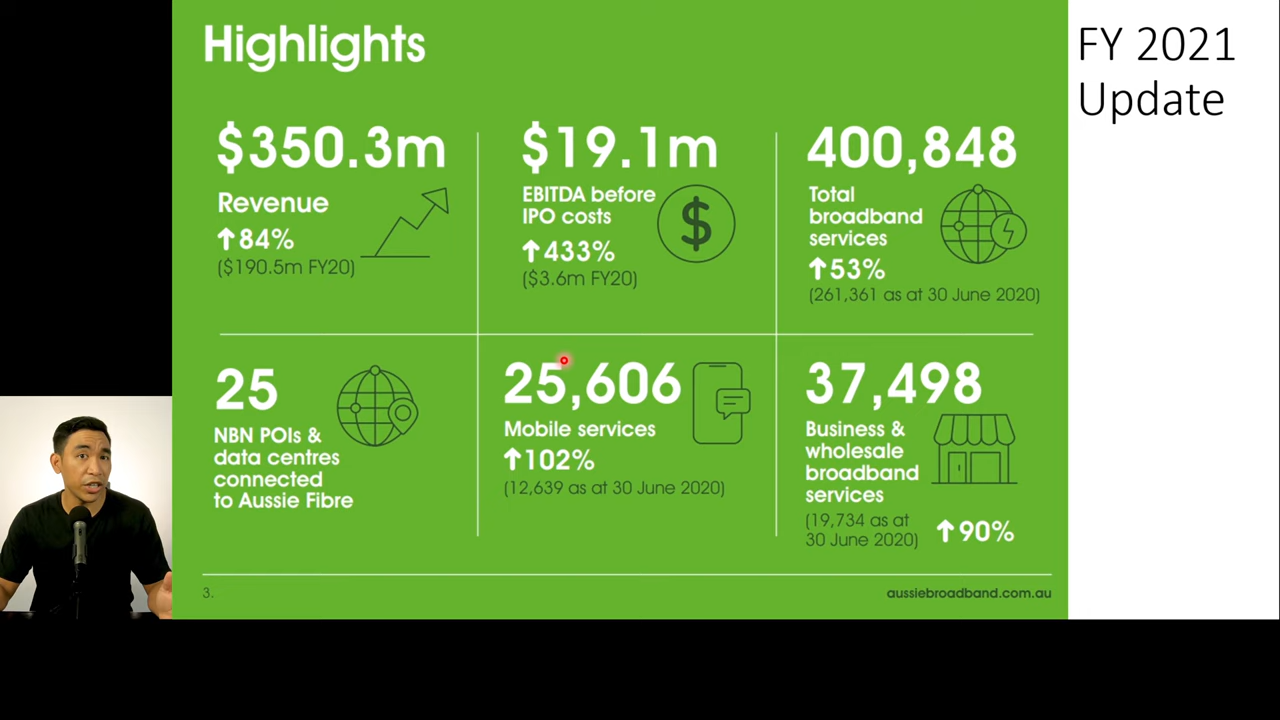 Highlights
FY 2021
Update
$350.3m
Revenue
↑84%
($190.5m FY20)
$19.1m
EBITDA before
IPO costs
↑433%
($3.6m FY20)
$
400,848
Total
broadband
services
↑53%
(261,361 as at 30 June 2020)
25
NBN POIs &
data centres
connected
to Aussie Fibre
25,606
Mobile services
↑102%
(12,639 as at 30 June 2020)
37,498
Business &
wholesale
broadband
services
(19,734 as at
30 June 2020)
↑90%
3.
aussiebroadband.com.au